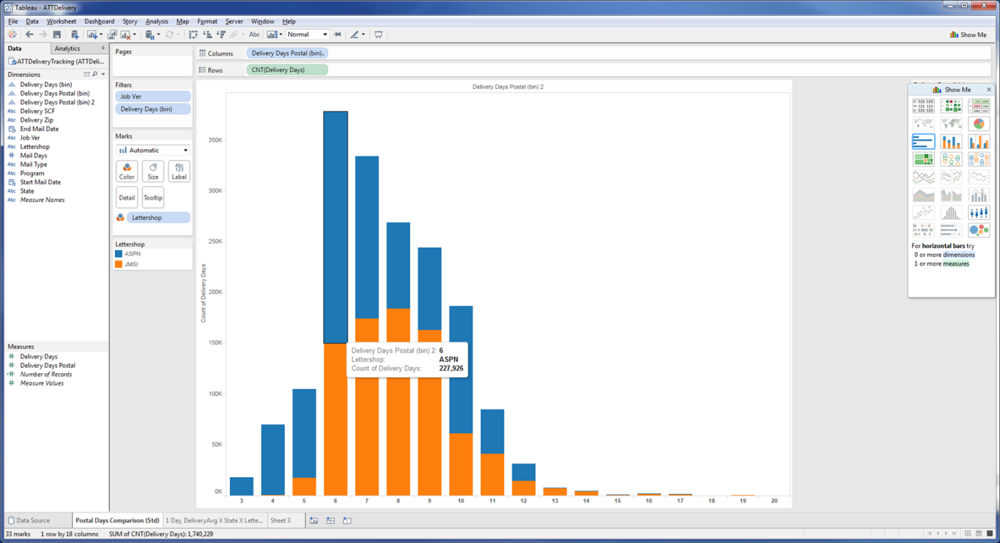 Tableau - ATTDelivery
File Data Worksheet Dashboard Story Analysis Map Format Server Window Help
Abc Normal Show Me
Data Analytics
ATTDeliveryTracking (ATTDeli...
Dimensions
Delivery Days (bin)
Delivery Days Postal (bin)
Delivery Days Postal (bin) 2
Abc Delivery SCF
Abc Delivery Zip
End Mail Date
Abc Job Ver
Abc Lettershop
# Mail Days
Abc Mail Type
Abc Program
Start Mail Date
Abc State
Abc Measure Names
Measures
# Delivery Days
# Delivery Days Postal
# Number of Records
# Measure Values
Pages
Filters
Job Ver
Delivery Days (bin)
Marks
Automatic
Color Size Abc 123 Label
Detail Tooltip
Lettershop
Lettershop
ASPN
JMSI
Columns Delivery Days Postal (bin)..
Rows CNT(Delivery Days)
Delivery Days Postal (bin) 2
Count of Delivery Days
350K
300K
250K
200K
150K
100K
50K
0K
3 4 5 6 7 8 9 10 11 12 13 14 15 16 17 18 19 20
Delivery Days Postal (bin) 2: 6
Lettershop: ASPN
Count of Delivery Days: 227,926
Show Me
For horizontal bars try
0 or more dimensions
1 or more measures
Data Source Postal Days Comparison (Std) 1 Day, DeliveryAvg X State X Lette... Sheet 3
33 marks 1 row by 18 columns SUM of CNT(Delivery Days): 1,740,229